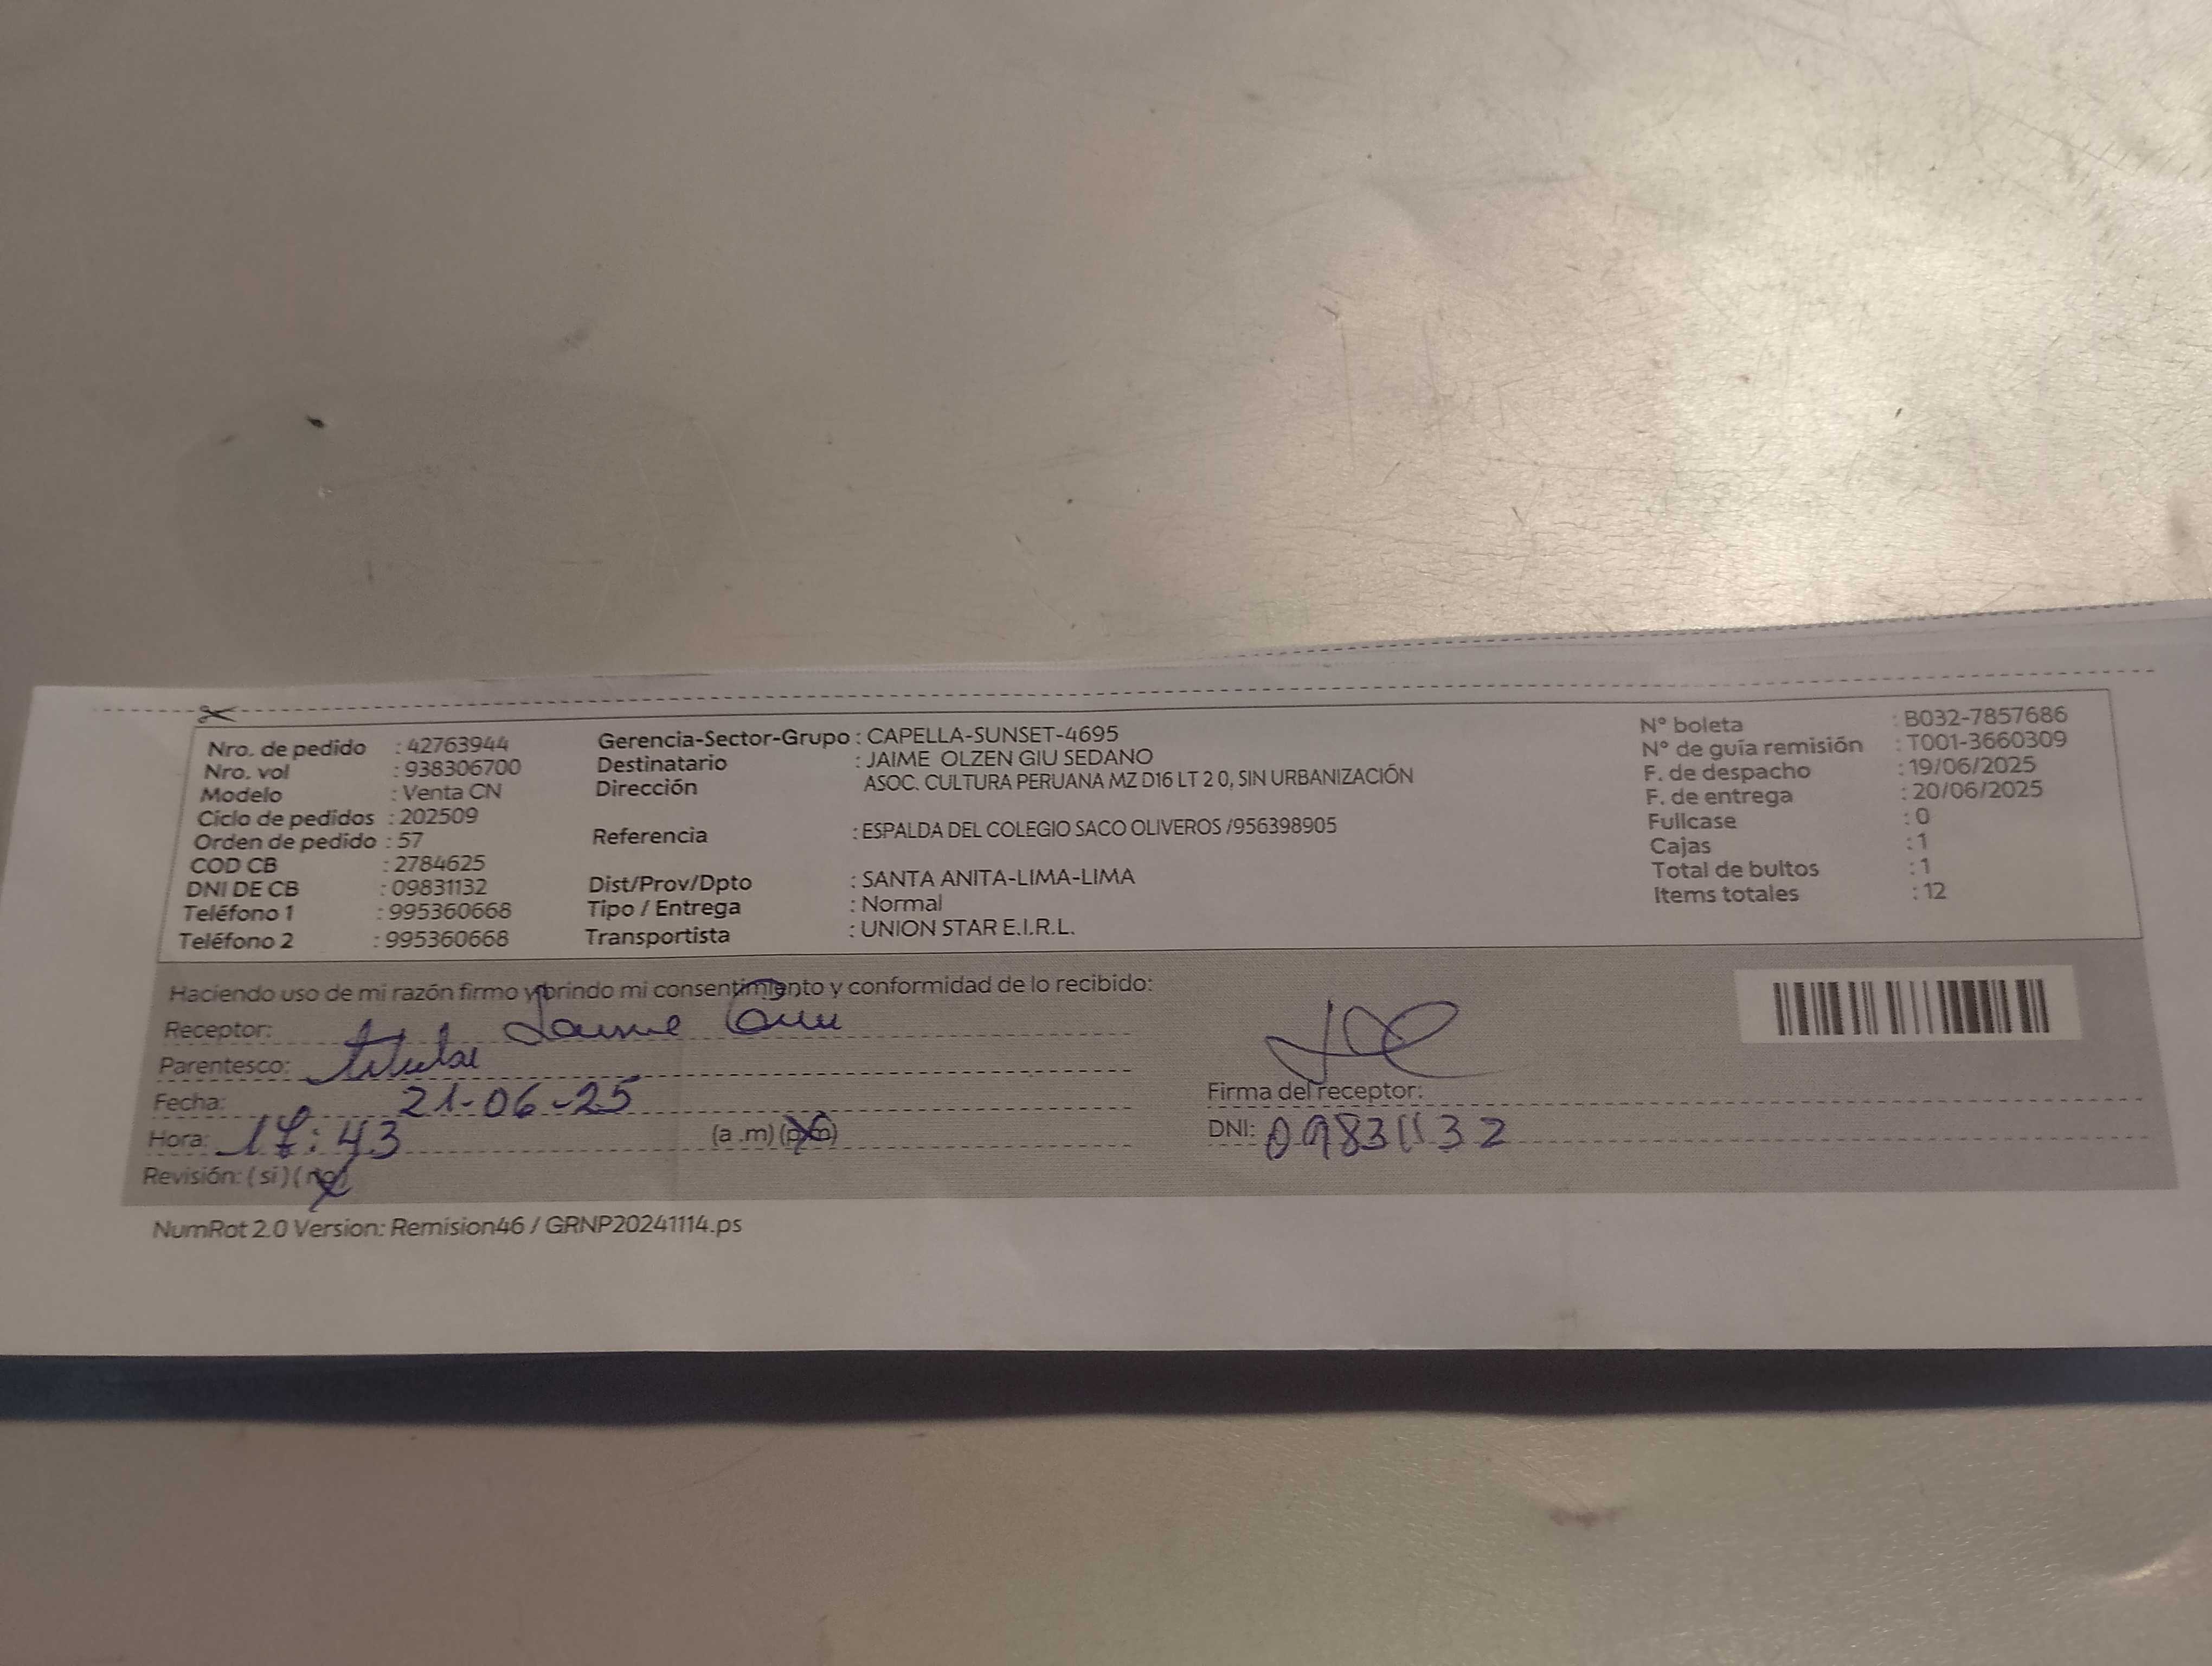 Nro. de pedido : 42763944
Nro. vol : 938306700
Modelo : Venta CN
Ciclo de pedidos : 202509
Orden de pedido : 57
COD CB : 2784625
DNI DE CB : 09831132
Teléfono 1 : 995360668
Teléfono 2 : 995360668
Gerencia-Sector-Grupo : CAPELLA-SUNSET-4695
Destinatario : JAIME OLZEN GIU SEDANO
Dirección ASOC. CULTURA PERUANA MZ D16 LT 2 0, SIN URBANIZACIÓN
Referencia : ESPALDA DEL COLEGIO SACO OLIVEROS /956398905
Dist/Prov/Dpto : SANTA ANITA-LIMA-LIMA
Tipo / Entrega : Normal
Transportista : UNION STAR E.I.R.L.
N° boleta : B032-7857686
N° de guía remisión : T001-3660309
F. de despacho : 19/06/2025
F. de entrega : 20/06/2025
Fullcase : 0
Cajas : 1
Total de bultos : 1
Items totales : 12
Haciendo uso de mi razón firmo y brindo mi consentimiento y conformidad de lo recibido:
Receptor: Jaime
Parentesco: titular
Fecha: 21-06-25
Hora: 17:43 (a .m) (p.m)
Revisión: (si) (no)
Firma del receptor:
DNI: 09831132
NumRot 2.0 Version: Remision46 / GRNP20241114.ps